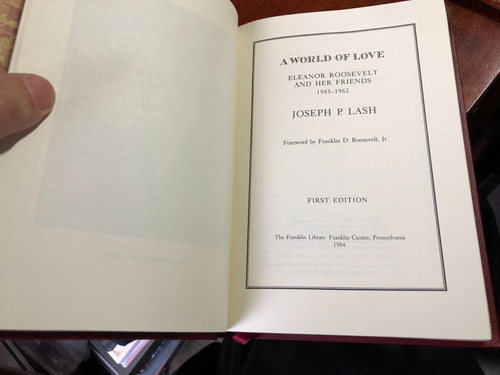 A WORLD OF LOVE
ELEANOR ROOSEVELT
AND HER FRIENDS
1943–1962
JOSEPH P. LASH
Foreword by Franklin D. Roosevelt, Jr.
FIRST EDITION
The Franklin Library Franklin Center, Pennsylvania
1984